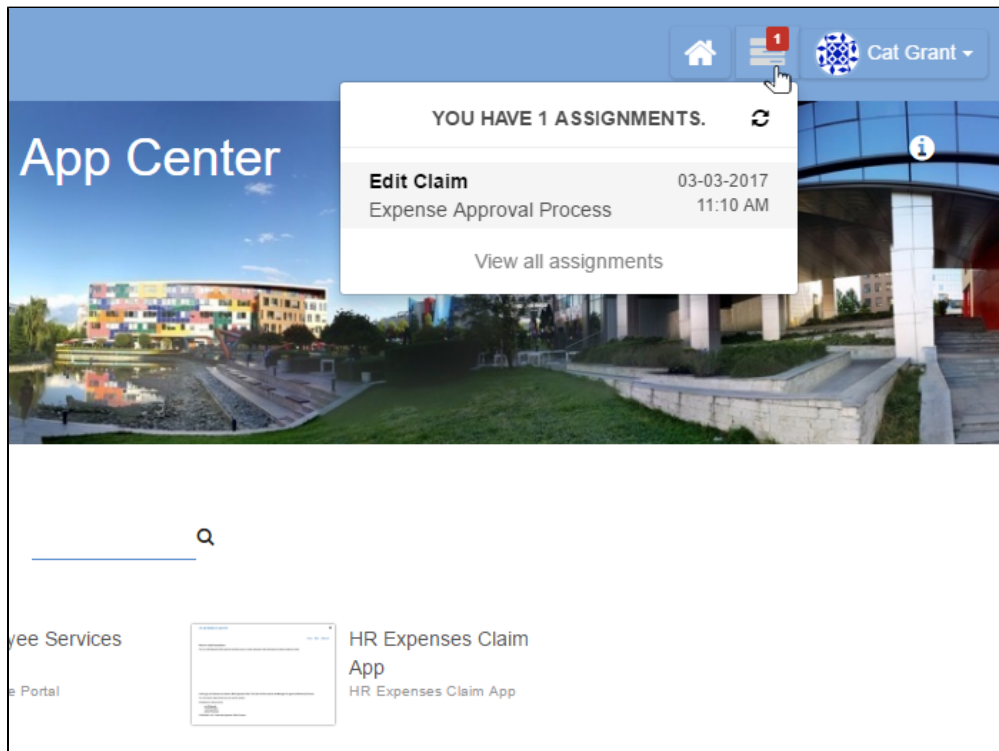 1
Cat Grant
YOU HAVE 1 ASSIGNMENTS.
App Center
Edit Claim
03-03-2017
Expense Approval Process
11:10 AM
View all assignments
yee Services
HR Expenses Claim
App
e Portal
HR Expenses Claim App